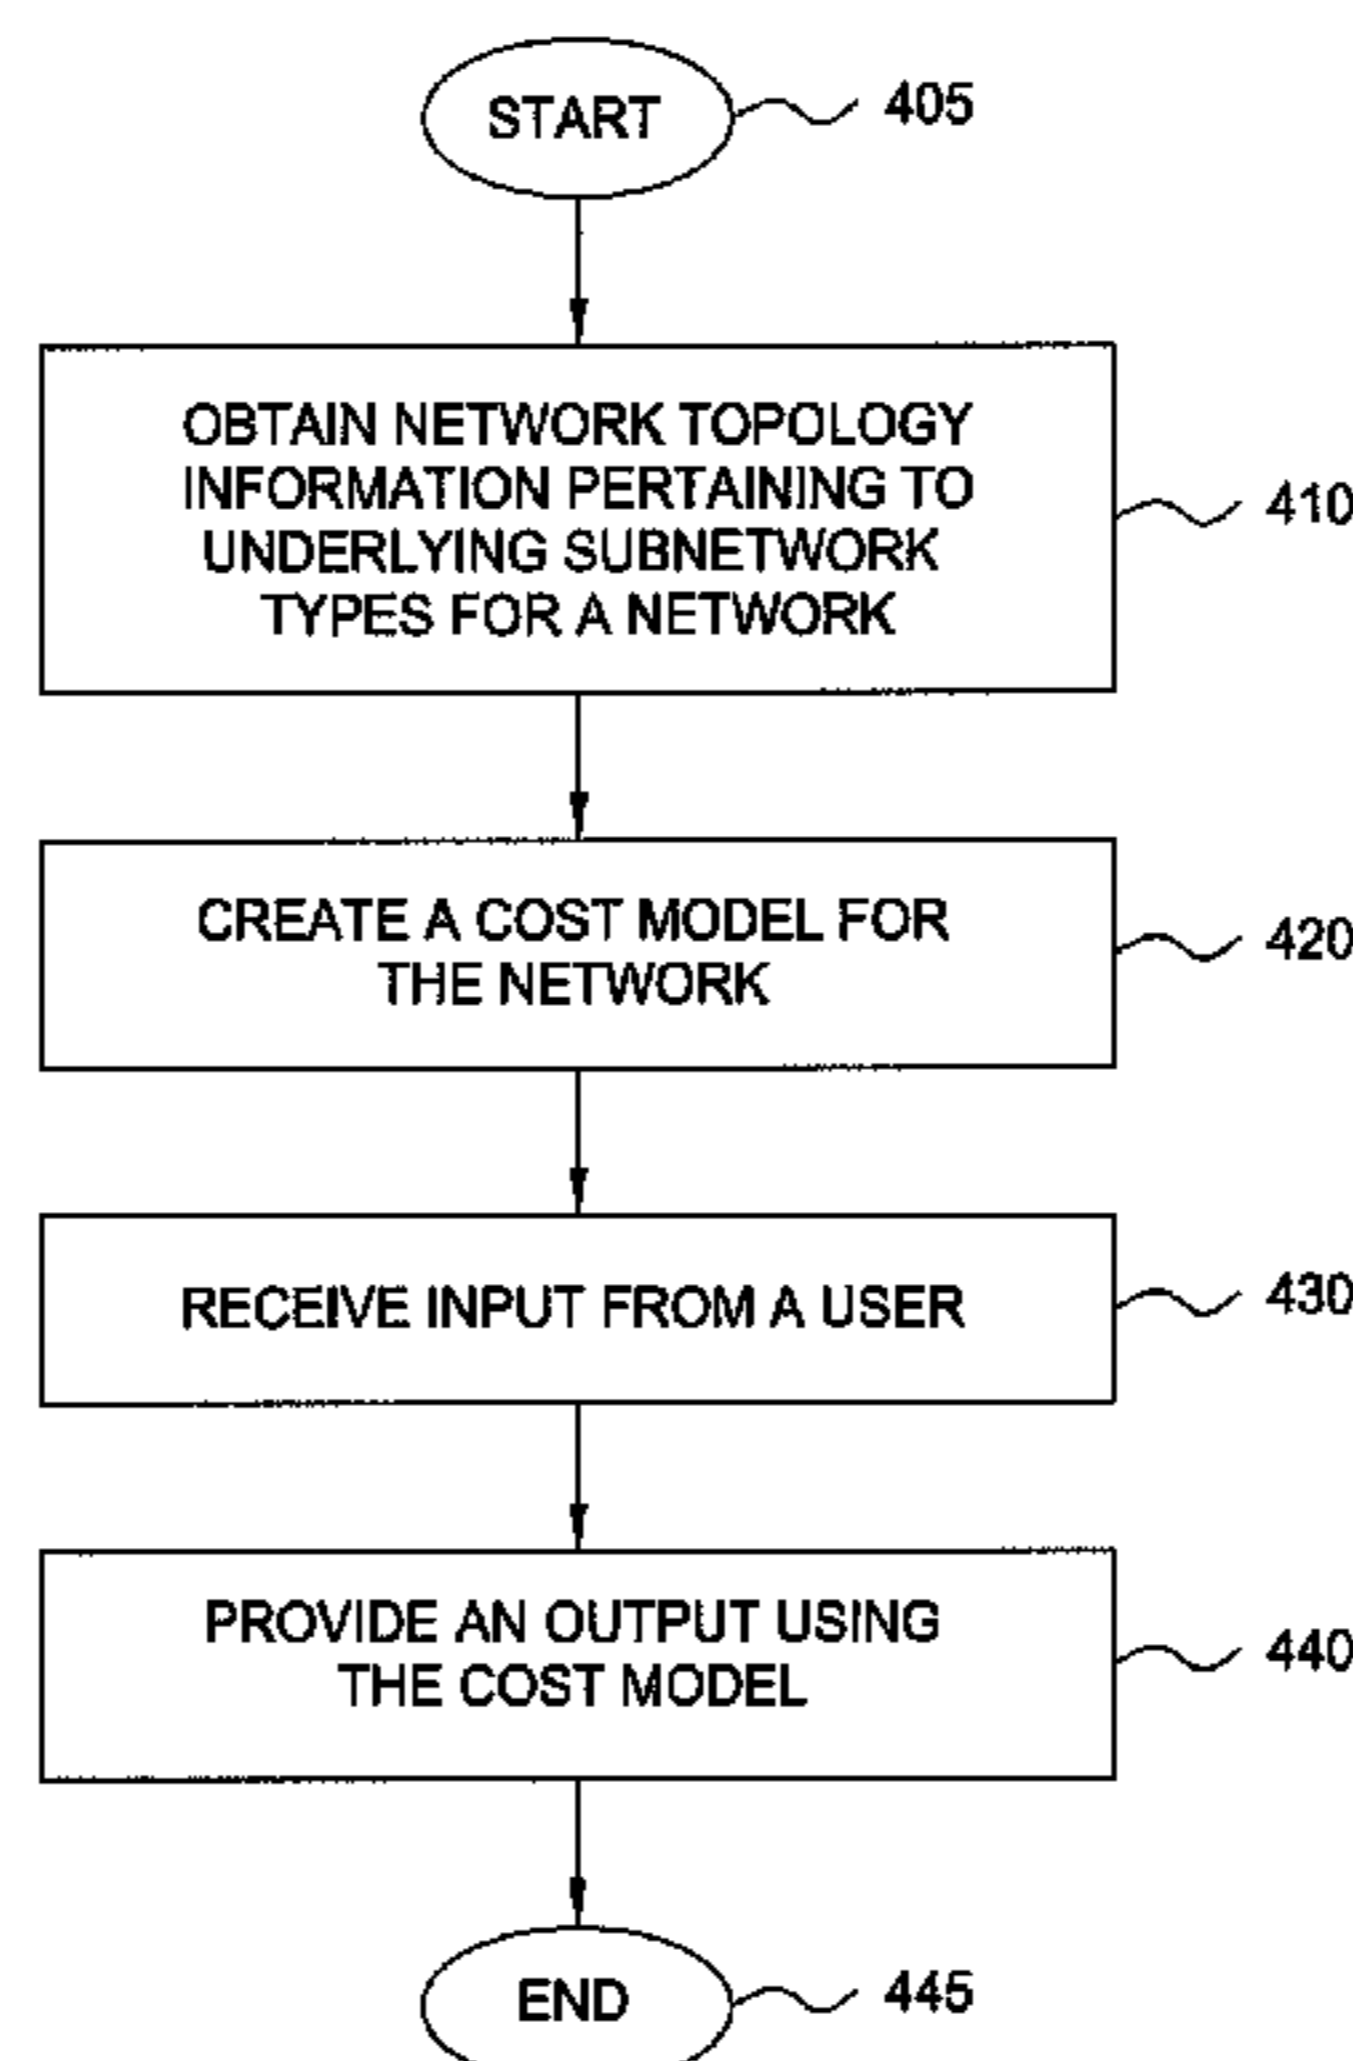 START
405
OBTAIN NETWORK TOPOLOGY
INFORMATION PERTAINING TO
UNDERLYING SUBNETWORK
TYPES FOR A NETWORK
410
CREATE A COST MODEL FOR
THE NETWORK
420
RECEIVE INPUT FROM A USER
430
PROVIDE AN OUTPUT USING
THE COST MODEL
440
END
445